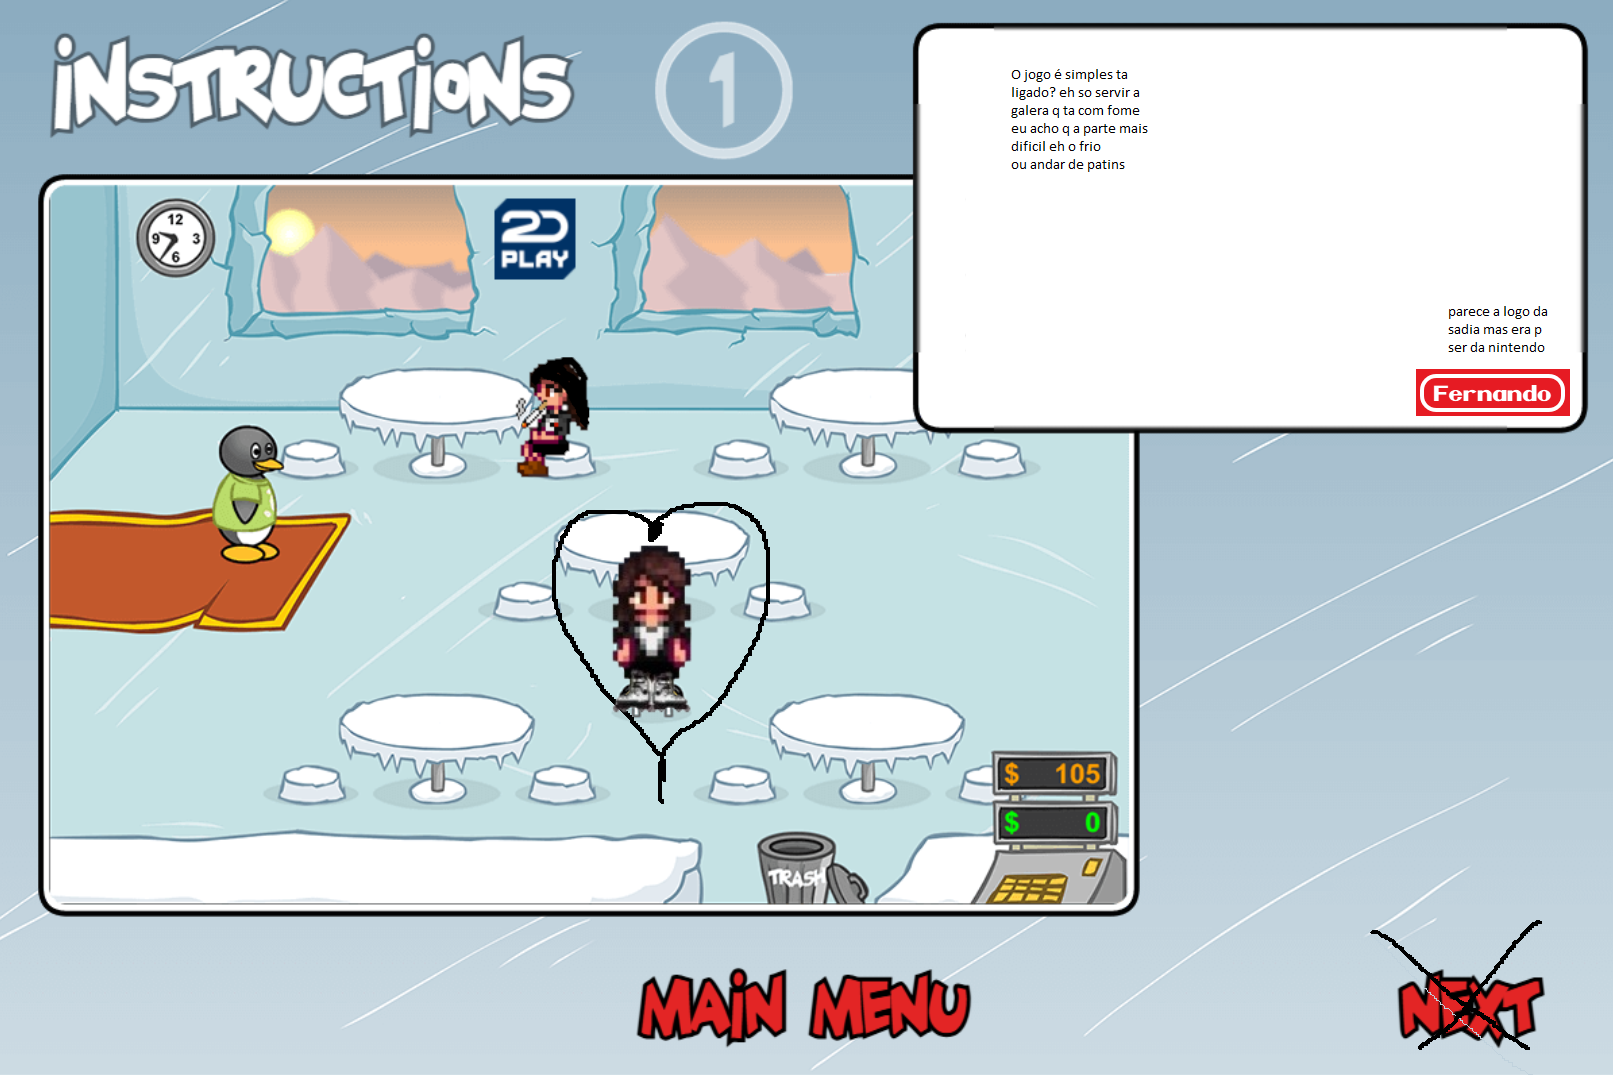 INSTRUCTIONS
1
O jogo é simples ta
ligado? eh so servir a
galera q ta com fome
eu acho q a parte mais
dificil eh o frio
ou andar de patins
parece a logo da
sadia mas era p
ser da nintendo
Fernando
12
9 3
6
2D
PLAY
$ 105
$ 0
TRASH
MAIN MENU
NEXT